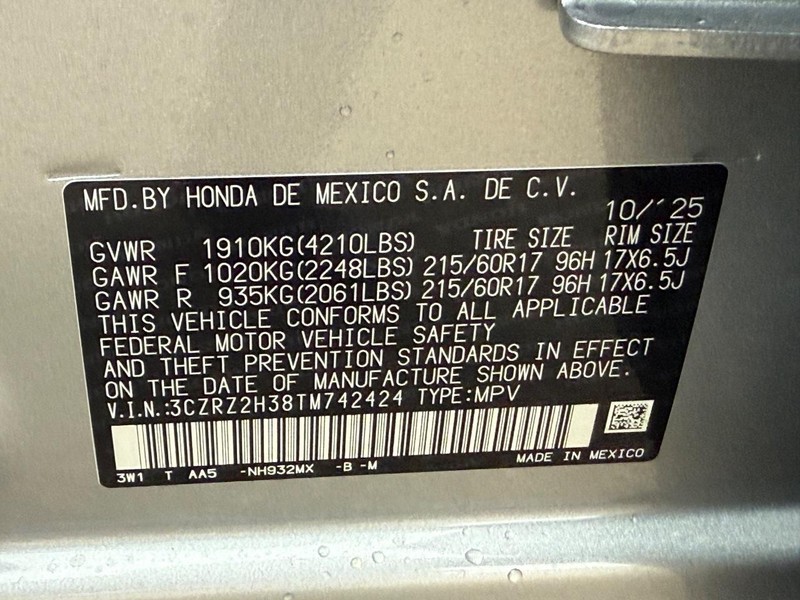 MFD.BY HONDA DE MEXICO S.A. DE C.V.
10/'25
GVWR 1910KG(4210LBS) TIRE SIZE RIM SIZE
GAWR F 1020KG(2248LBS) 215/60R17 96H 17X6.5J
GAWR R 935KG(2061LBS) 215/60R17 96H 17X6.5J
THIS VEHICLE CONFORMS TO ALL APPLICABLE
FEDERAL MOTOR VEHICLE SAFETY
AND THEFT PREVENTION STANDARDS IN EFFECT
ON THE DATE OF MANUFACTURE SHOWN ABOVE.
V.I.N.:3CZRZ2H38TM742424 TYPE:MPV
3W1 T AA5 -NH932MX -B -M MADE IN MEXICO